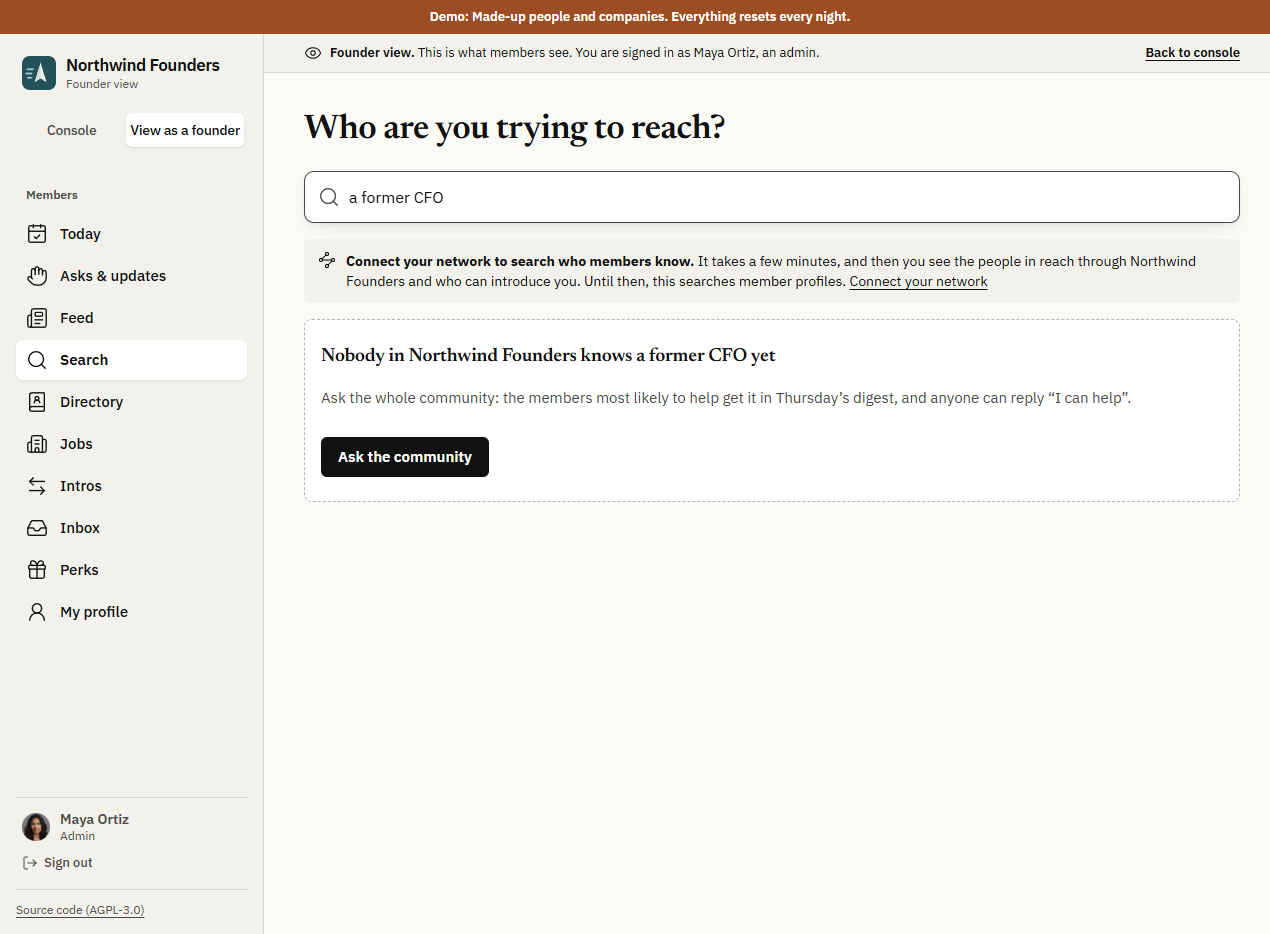 Demo: Made-up people and companies. Everything resets every night.
Northwind Founders
Founder view
Console
View as a founder
Members
Today
Asks & updates
Feed
Search
Directory
Jobs
Intros
Inbox
Perks
My profile
Maya Ortiz
Admin
Sign out
Source code (AGPL-3.0)
Founder view. This is what members see. You are signed in as Maya Ortiz, an admin.
Back to console
Who are you trying to reach?
a former CFO
Connect your network to search who members know. It takes a few minutes, and then you see the people in reach through Northwind
Founders and who can introduce you. Until then, this searches member profiles. Connect your network
Nobody in Northwind Founders knows a former CFO yet
Ask the whole community: the members most likely to help get it in Thursday’s digest, and anyone can reply “I can help”.
Ask the community